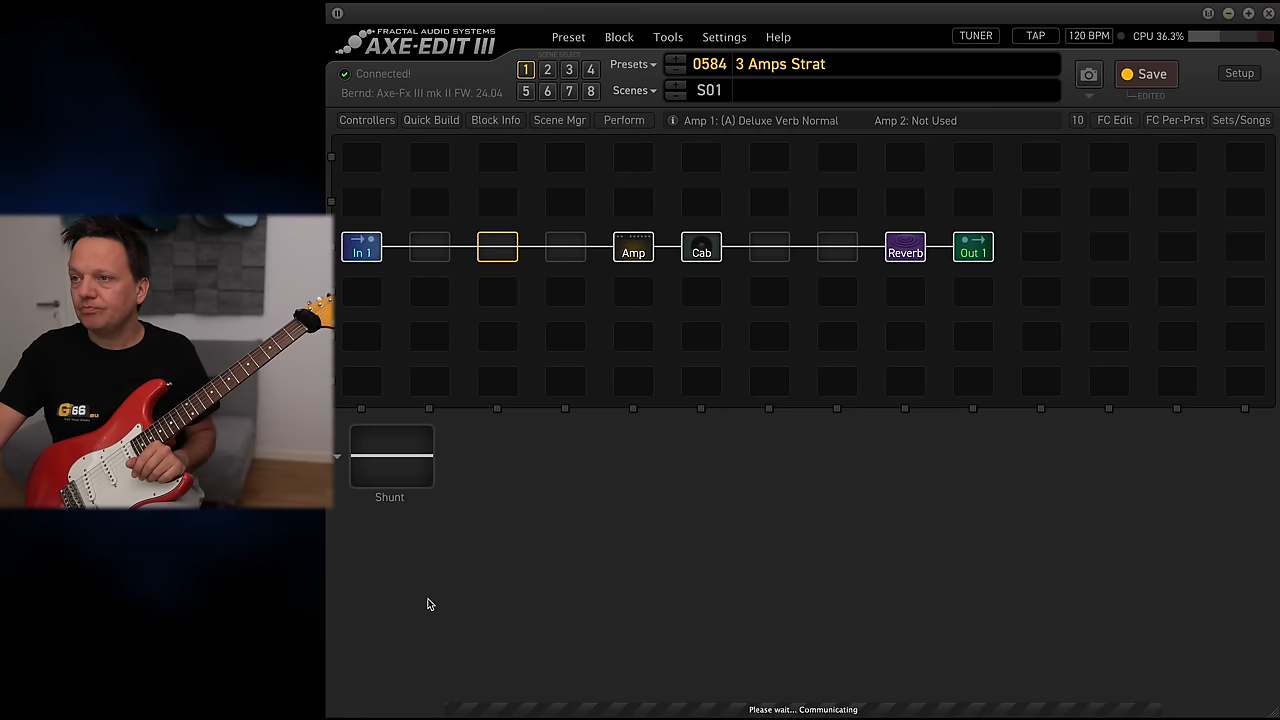 FRACTAL AUDIO SYSTEMS
AXE-EDIT III
Preset Block Tools Settings Help
TUNER TAP 120 BPM CPU 36.3%
SCENE SELECT
1 2 3 4
5 6 7 8
Presets 0584 3 Amps Strat
Scenes S01
Save
EDITED
Setup
Connected!
Bernd: Axe-Fx III mk II FW: 24.04
Controllers Quick Build Block Info Scene Mgr Perform Amp 1: (A) Deluxe Verb Normal Amp 2: Not Used 10 FC Edit FC Per-Prst Sets/Songs
In 1 Amp Cab Reverb Out 1
G66.eu
Shunt
Please wait... Communicating